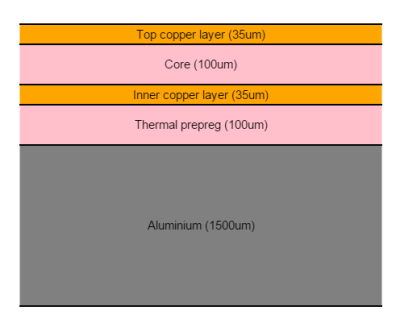 Top copper layer (35um)
Core (100um)
Inner copper layer (35um)
Thermal prepreg (100um)
Aluminium (1500um)